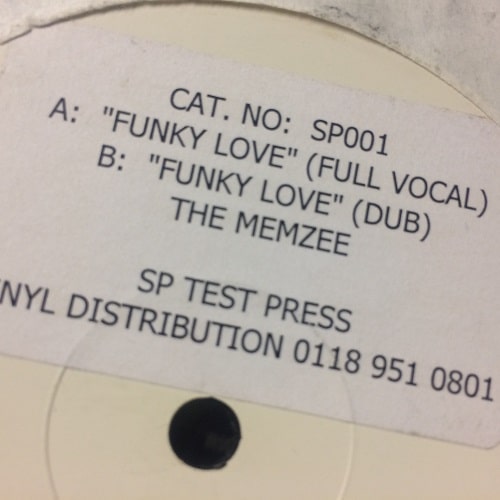 CAT. NO: SP001
A: "FUNKY LOVE" (FULL VOCAL)
B: "FUNKY LOVE" (DUB)
THE MEMZEE
SP TEST PRESS
DISTRIBUTION 0118 951 0801